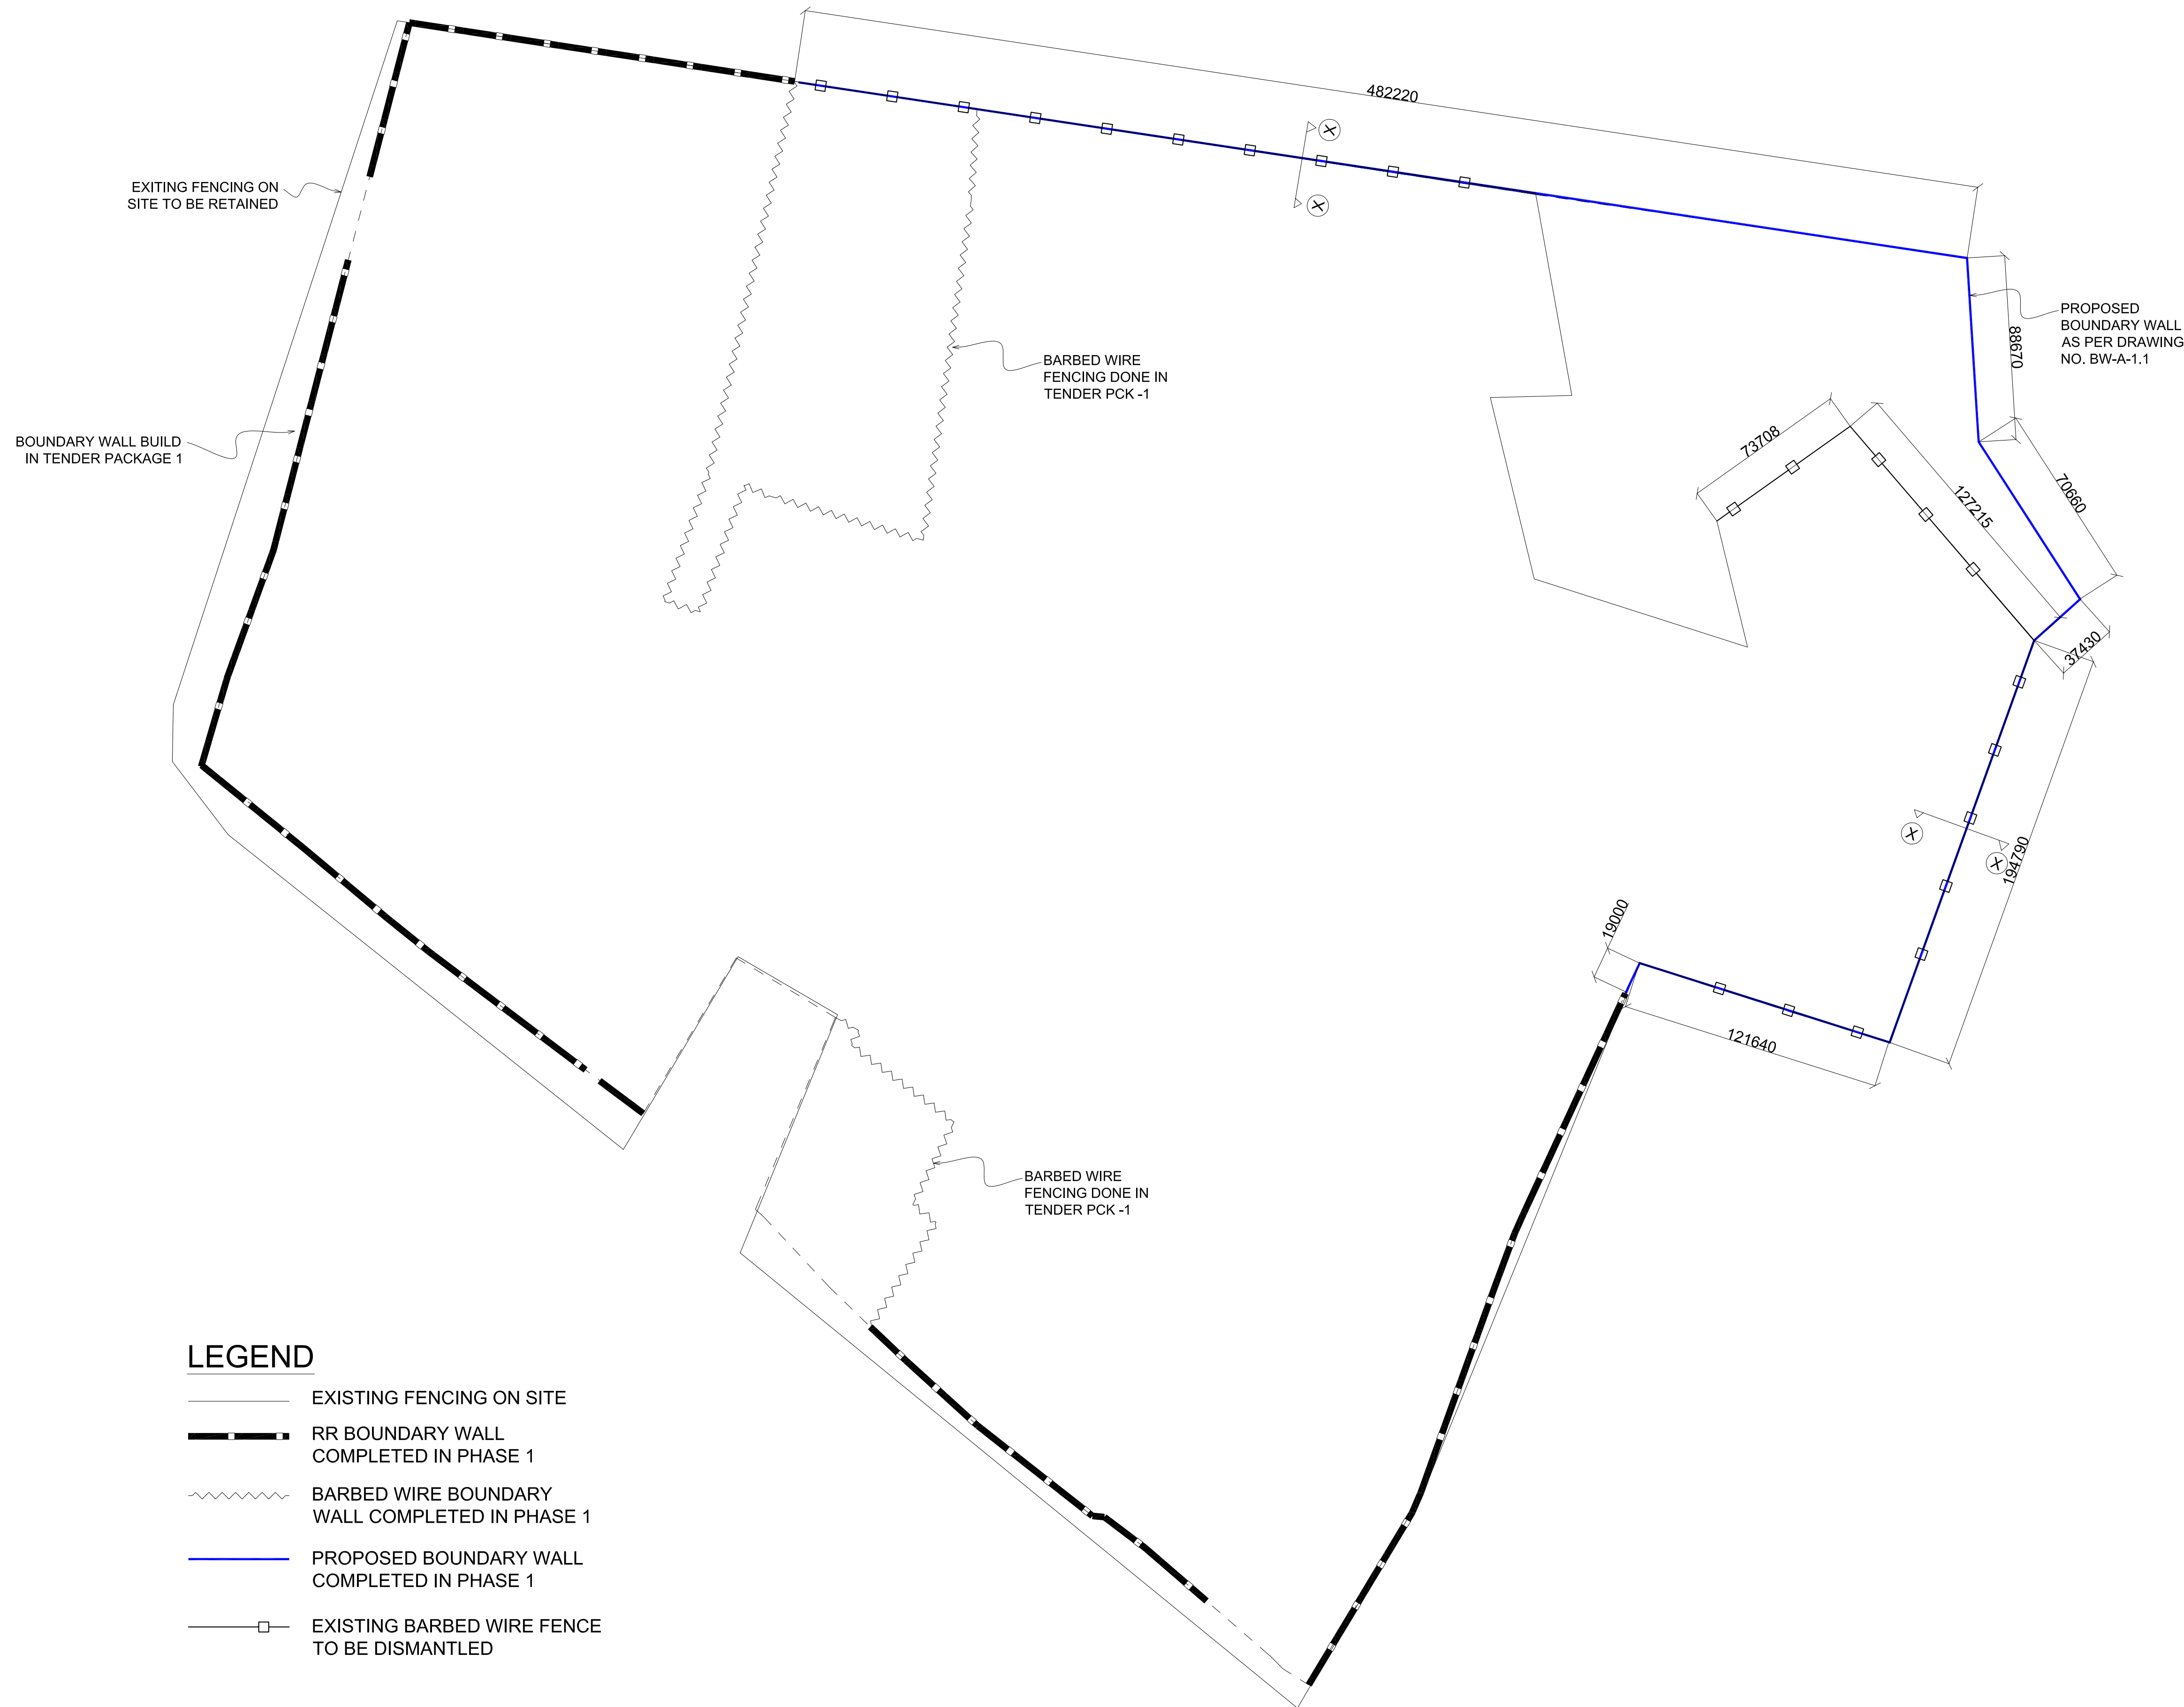 482220
X
X
EXITING FENCING ON
SITE TO BE RETAINED
PROPOSED
BOUNDARY WALL
AS PER DRAWING
NO. BW-A-1.1
88670
BARBED WIRE
FENCING DONE IN
TENDER PCK -1
73708
127215
70660
BOUNDARY WALL BUILD
IN TENDER PACKAGE 1
37430
X
X
194790
19000
121640
BARBED WIRE
FENCING DONE IN
TENDER PCK -1
LEGEND
EXISTING FENCING ON SITE
RR BOUNDARY WALL
COMPLETED IN PHASE 1
BARBED WIRE BOUNDARY
WALL COMPLETED IN PHASE 1
PROPOSED BOUNDARY WALL
COMPLETED IN PHASE 1
EXISTING BARBED WIRE FENCE
TO BE DISMANTLED